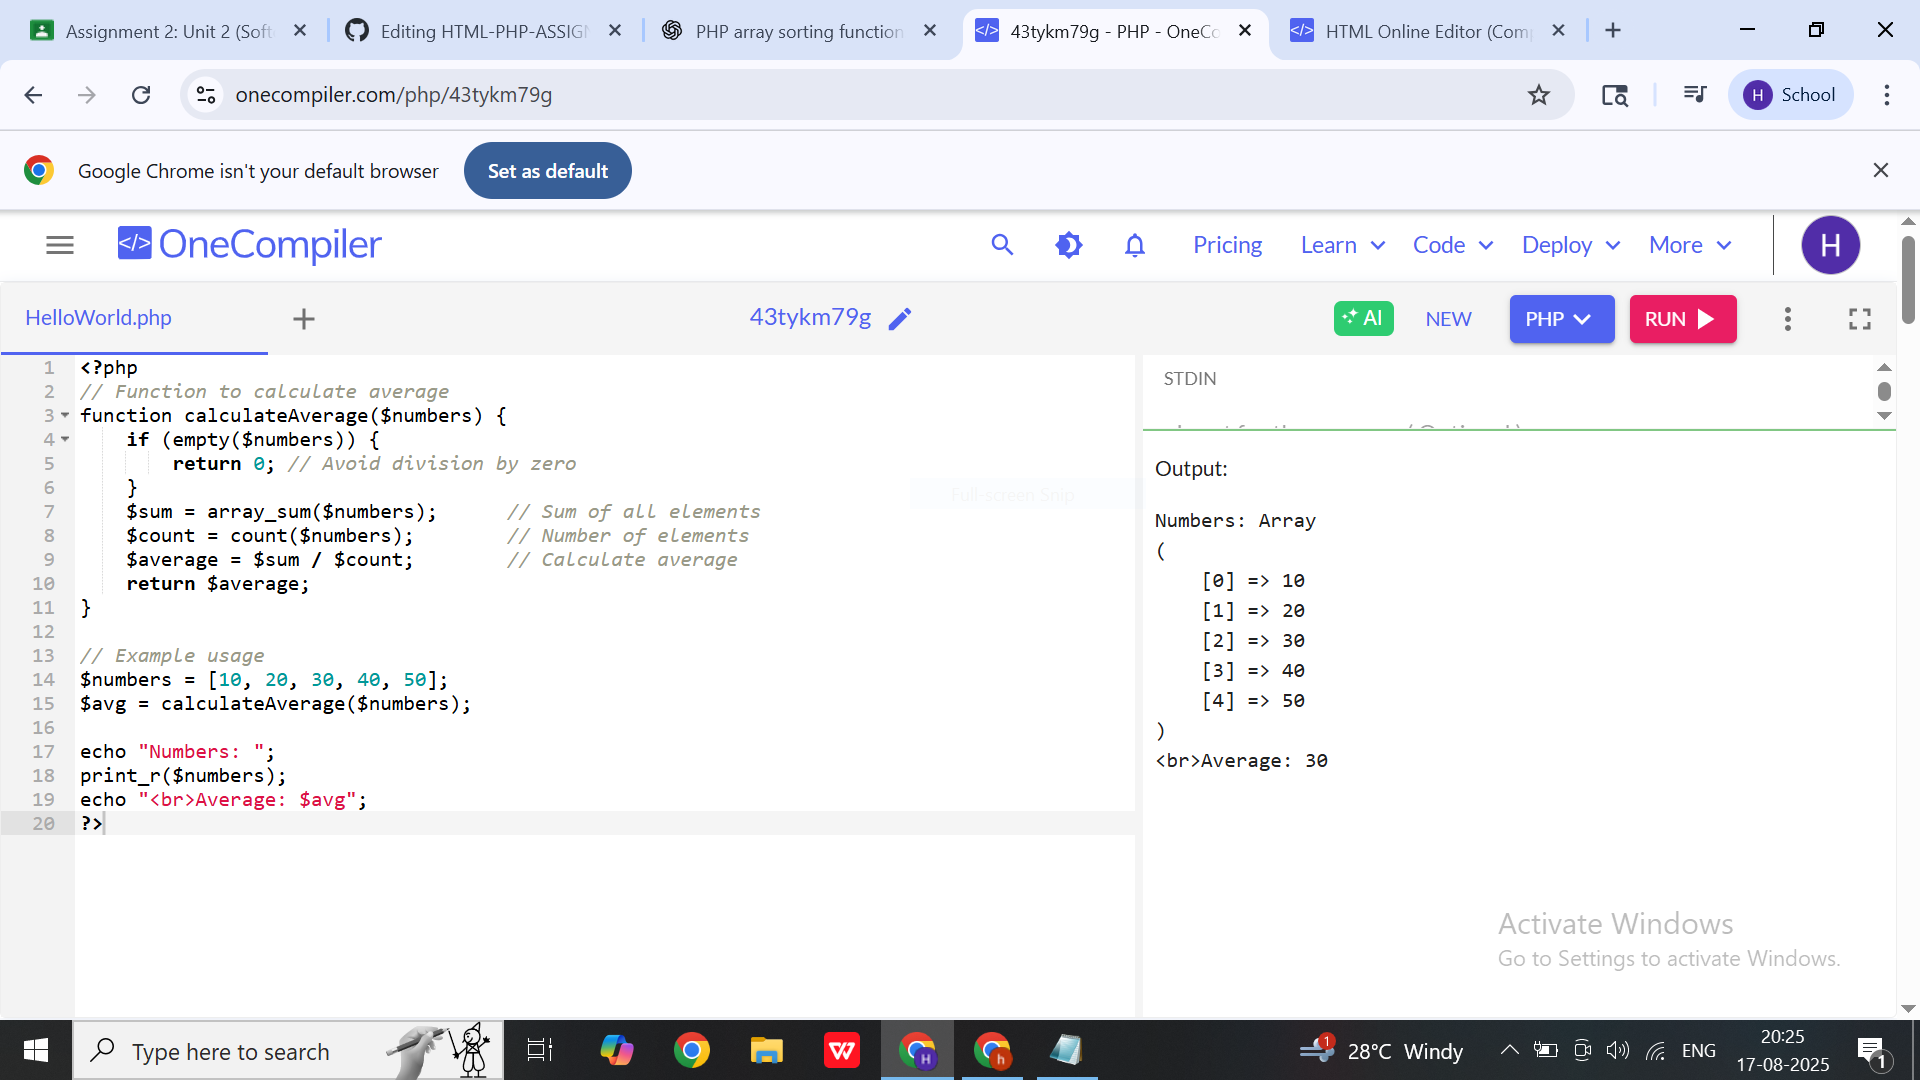 Assignment 2: Unit 2 (Soft
Editing HTML-PHP-ASSIGN
PHP array sorting function
43tykm79g - PHP - OneCo
HTML Online Editor (Com
onecompiler.com/php/43tykm79g
H School
Google Chrome isn't your default browser
Set as default
</> OneCompiler
Pricing
Learn
Code
Deploy
More
H
HelloWorld.php
43tykm79g
AI
NEW
PHP
RUN
1 <?php
2 // Function to calculate average
3 function calculateAverage($numbers) {
4 if (empty($numbers)) {
5 return 0; // Avoid division by zero
6 }
7 $sum = array_sum($numbers); // Sum of all elements
8 $count = count($numbers); // Number of elements
9 $average = $sum / $count; // Calculate average
10 return $average;
11 }
12
13 // Example usage
14 $numbers = [10, 20, 30, 40, 50];
15 $avg = calculateAverage($numbers);
16
17 echo "Numbers: ";
18 print_r($numbers);
19 echo "<br>Average: $avg";
20 ?>
Full-screen Snip
STDIN
Output:
Numbers: Array
(
[0] => 10
[1] => 20
[2] => 30
[3] => 40
[4] => 50
)
<br>Average: 30
Activate Windows
Go to Settings to activate Windows.
Type here to search
W
H
h
1
28°C Windy
ENG
20:25
17-08-2025
1